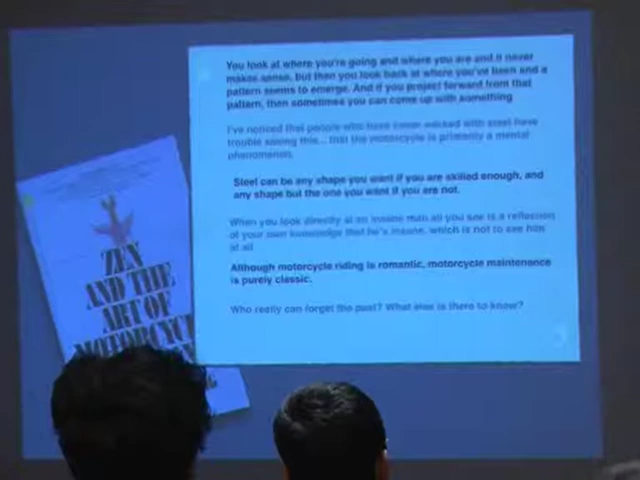 You look at where you're going and where you are and it never
makes sense, but then you look back at where you've been and a
pattern seems to emerge. And if you project forward from that
pattern, then sometimes you can come up with something
I've noticed that people who have never worked with steel have
trouble seeing this... that the motorcycle is primarily a mental
phenomenon.
Steel can be any shape you want if you are skilled enough, and
any shape but the one you want if you are not.
When you look directly at an insane man all you see is a reflection
of your own knowledge that he's insane, which is not to see him
at all
Although motorcycle riding is romantic, motorcycle maintenance
is purely classic.
Who really can forget the past? What else is there to know?
ZEN
AND THE
ART OF
MOTORCYC